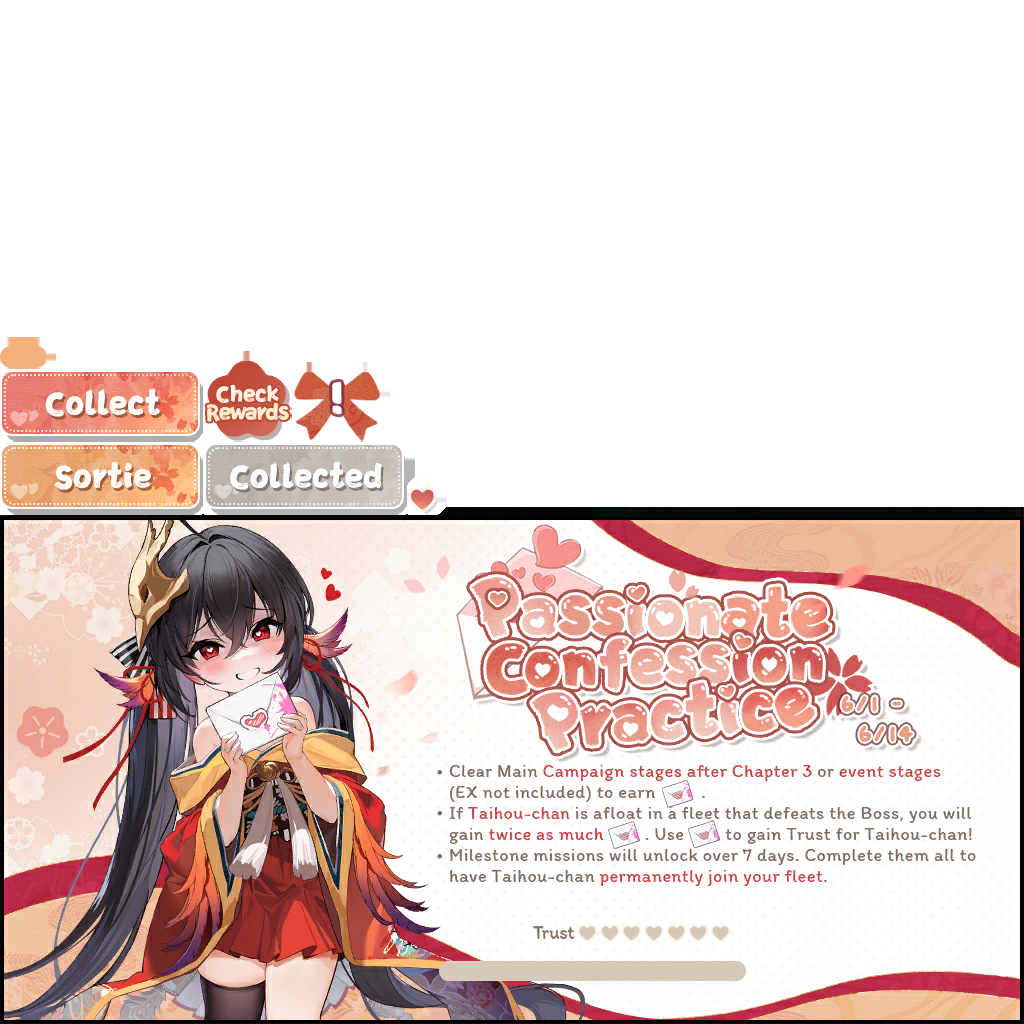 Collect
Check
Rewards
!
Sortie
Collected
Passionate
Confession
Practice
6/1 -
6/14
• Clear Main Campaign stages after Chapter 3 or event stages
(EX not included) to earn .
• If Taihou-chan is afloat in a fleet that defeats the Boss, you will
gain twice as much . Use to gain Trust for Taihou-chan!
• Milestone missions will unlock over 7 days. Complete them all to
have Taihou-chan permanently join your fleet.
Trust